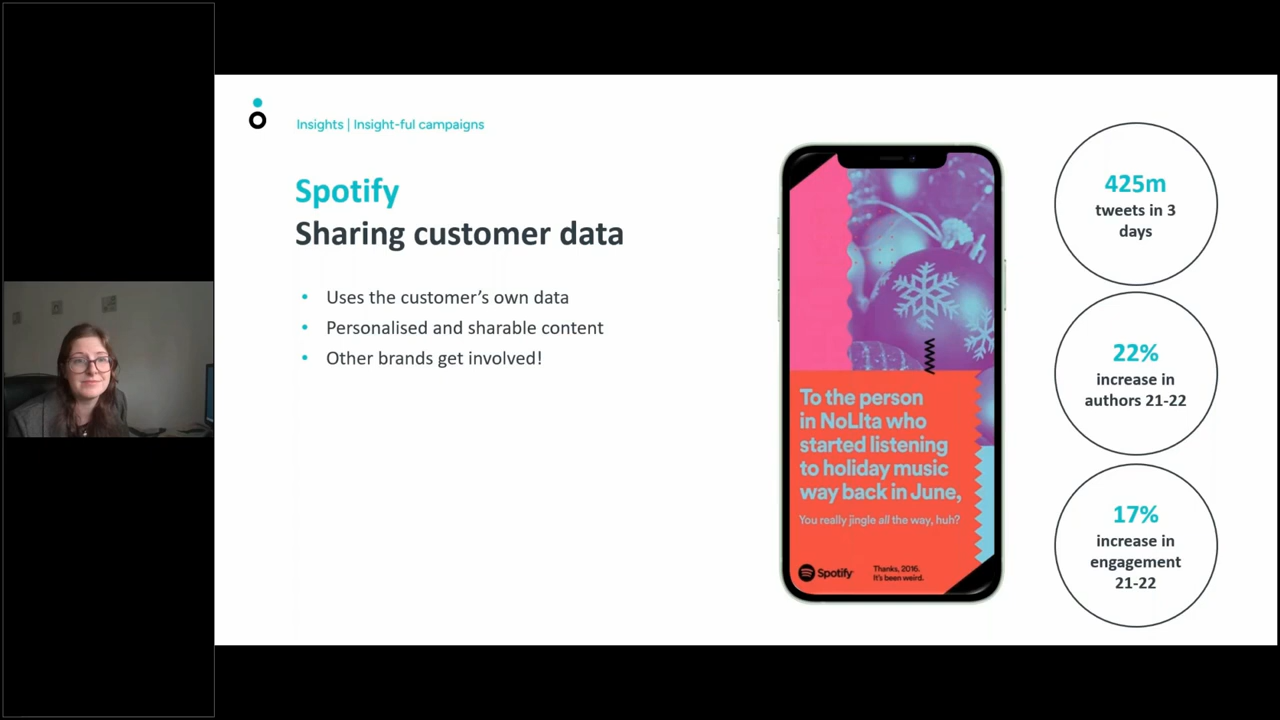 Insights | Insight-ful campaigns
Spotify
Sharing customer data
• Uses the customer's own data
• Personalised and sharable content
• Other brands get involved!
To the person
in NoLIta who
started listening
to holiday music
way back in June,
You really jingle all the way, huh?
Spotify
Thanks, 2016.
It's been weird.
425m
tweets in 3
days
22%
increase in
authors 21-22
17%
increase in
engagement
21-22